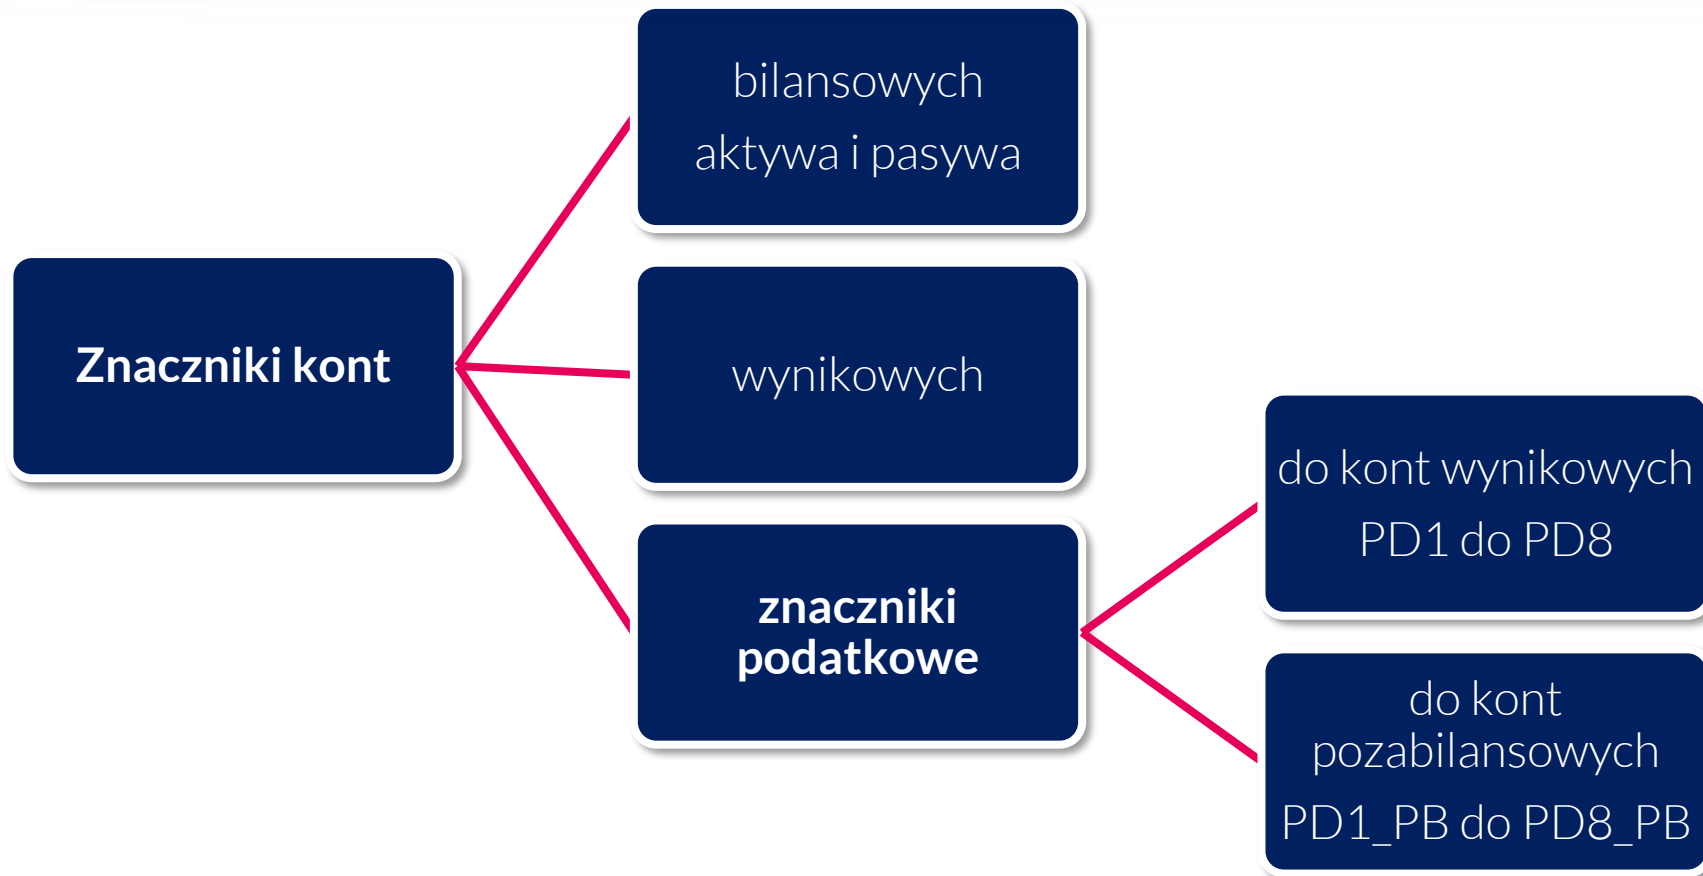 Znaczniki kont
bilansowych
aktywa i pasywa
wynikowych
znaczniki
podatkowe
do kont wynikowych
PD1 do PD8
do kont
pozabilansowych
PD1_PB do PD8_PB